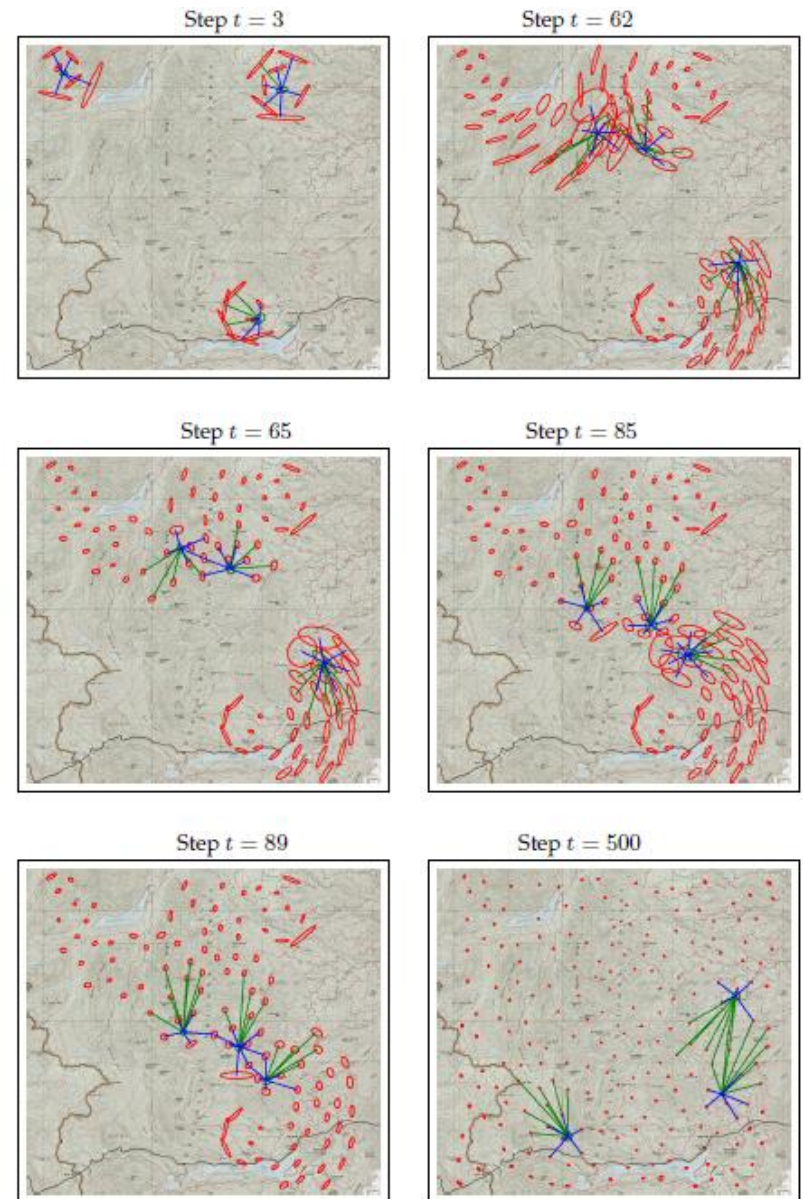 Step t = 3
Step t = 62
Step t = 65
Step t = 85
Step t = 89
Step t = 500